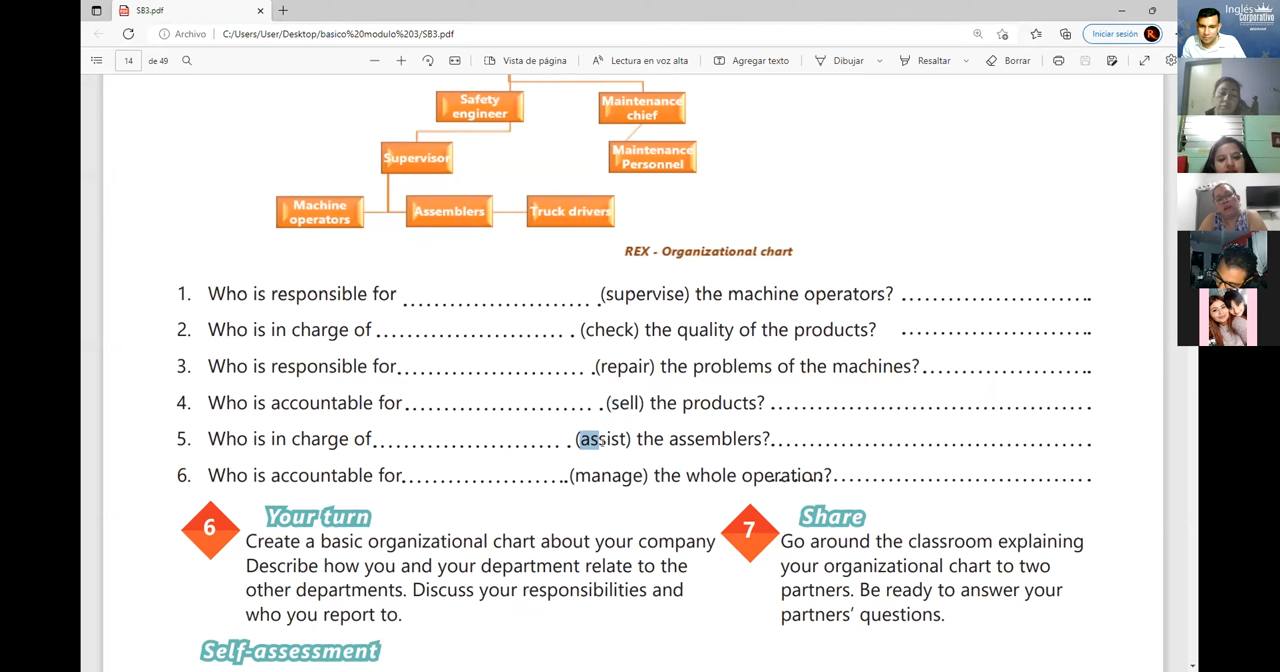 SB3.pdf
Archivo C:/Users/User/Desktop/basico%20modulo%203/SB3.pdf
Iniciar sesión R
14 de 49
Vista de página
Lectura en voz alta
Agregar texto
Dibujar
Resaltar
Borrar
Inglés
Corporativo
Safety
engineer
Maintenance
chief
Supervisor
Maintenance
Personnel
Machine
operators
Assemblers
Truck drivers
REX - Organizational chart
1. Who is responsible for ........................ (supervise) the machine operators? ........................
2. Who is in charge of ........................ (check) the quality of the products? ........................
3. Who is responsible for ........................ (repair) the problems of the machines? ........................
4. Who is accountable for ........................ (sell) the products? ........................
5. Who is in charge of ........................ (assist) the assemblers? ........................
6. Who is accountable for ........................ (manage) the whole operation? ........................
6 Your turn
Create a basic organizational chart about your company
Describe how you and your department relate to the
other departments. Discuss your responsibilities and
who you report to.
7 Share
Go around the classroom explaining
your organizational chart to two
partners. Be ready to answer your
partners' questions.
Self-assessment